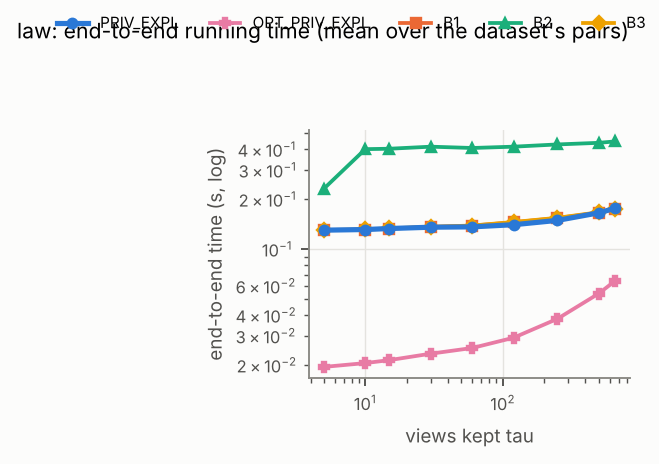 PRIV_EXPL OPT_PRIV_EXPL B1 B2 B3
law: end-to-end running time (mean over the dataset's pairs)
4 × 10⁻¹
3 × 10⁻¹
2 × 10⁻¹
10⁻¹
6 × 10⁻²
4 × 10⁻²
3 × 10⁻²
2 × 10⁻²
end-to-end time (s, log)
10¹ 10²
views kept tau